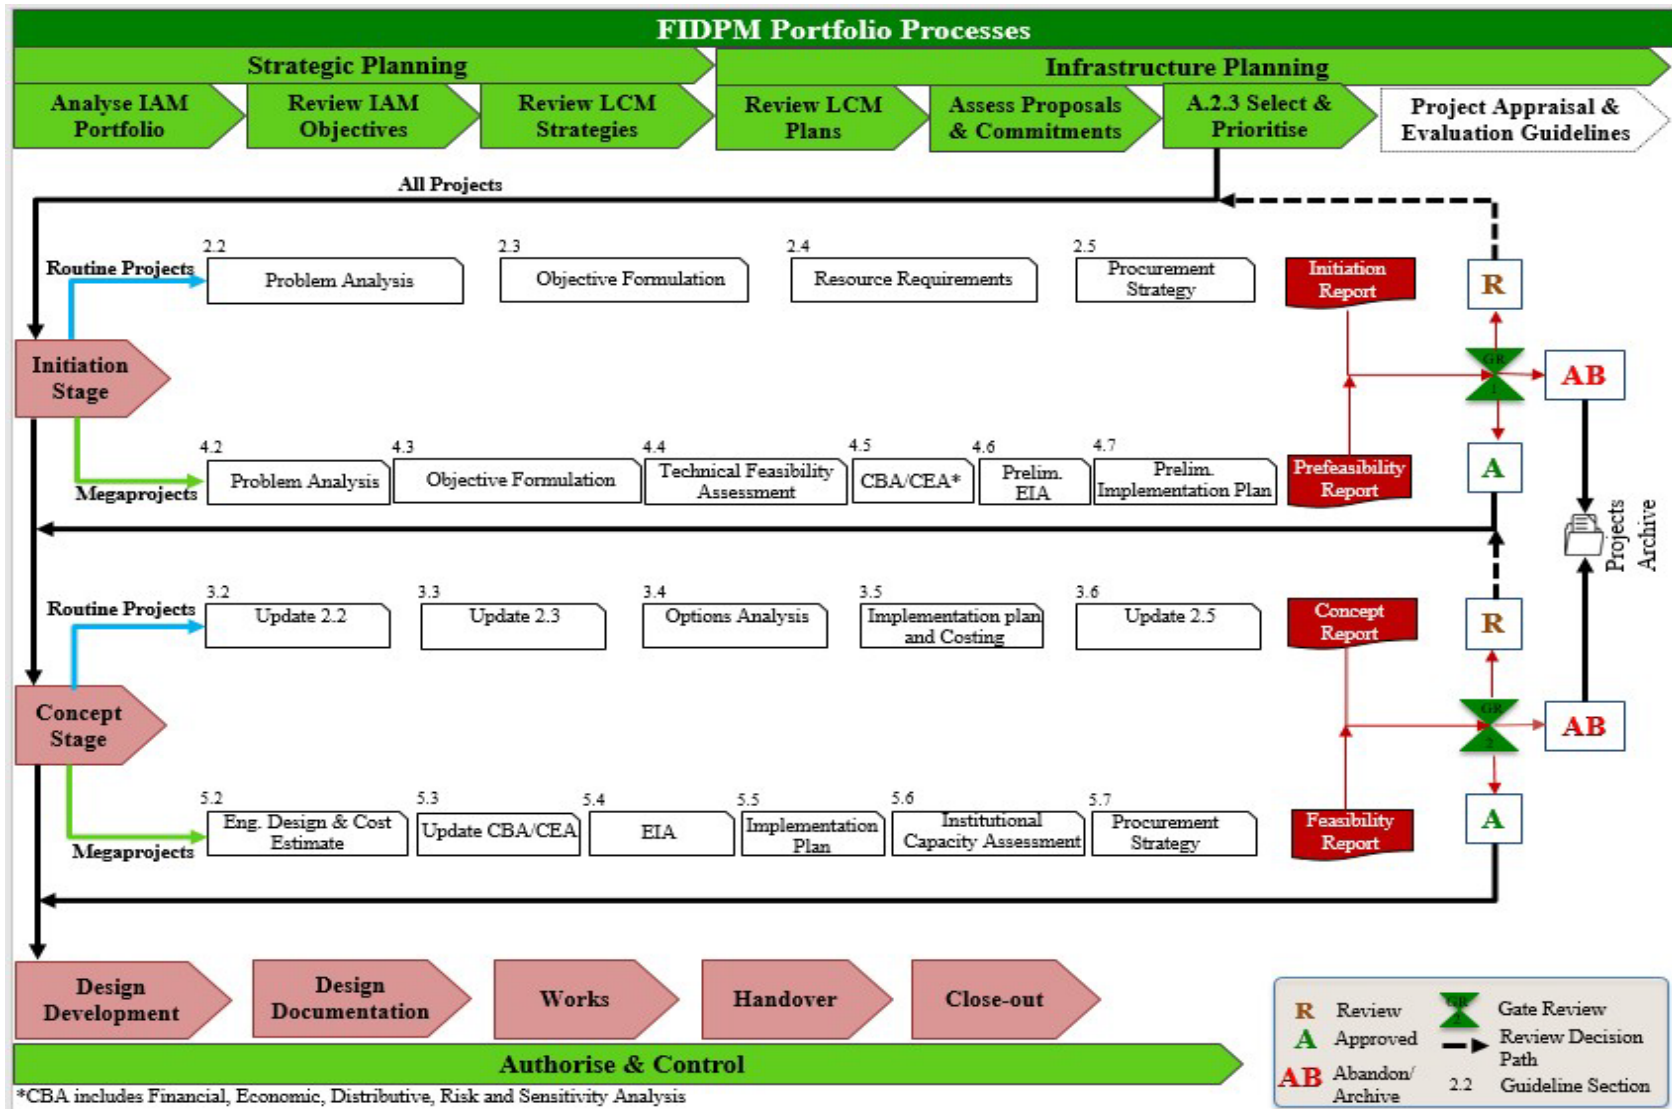 FIDPM Portfolio Processes
Strategic Planning
Infrastructure Planning
Analyse IAM
Portfolio
Review IAM
Objectives
Review LCM
Strategies
Review LCM
Plans
Assess Proposals
& Commitments
A.2.3 Select &
Prioritise
Project Appraisal &
Evaluation Guidelines
All Projects
Routine Projects
2.2
Problem Analysis
2.3
Objective Formulation
2.4
Resource Requirements
2.5
Procurement
Strategy
Initiation
Report
R
Initiation
Stage
GR
1
AB
Megaprojects
4.2
Problem Analysis
4.3
Objective Formulation
4.4
Technical Feasibility
Assessment
4.5
CBA/CEA*
4.6
Prelim.
EIA
4.7
Prelim.
Implementation Plan
Prefeasibility
Report
A
Projects
Archive
Routine Projects
3.2
Update 2.2
3.3
Update 2.3
3.4
Options Analysis
3.5
Implementation plan
and Costing
3.6
Update 2.5
Concept
Report
R
Concept
Stage
GR
2
AB
Megaprojects
5.2
Eng. Design & Cost
Estimate
5.3
Update CBA/CEA
5.4
EIA
5.5
Implementation
Plan
5.6
Institutional
Capacity Assessment
5.7
Procurement
Strategy
Feasibility
Report
A
Design
Development
Design
Documentation
Works
Handover
Close-out
Authorise & Control
R Review
A Approved
AB Abandon/
Archive
GR
2
Gate Review
Review Decision
Path
2.2 Guideline Section
*CBA includes Financial, Economic, Distributive, Risk and Sensitivity Analysis